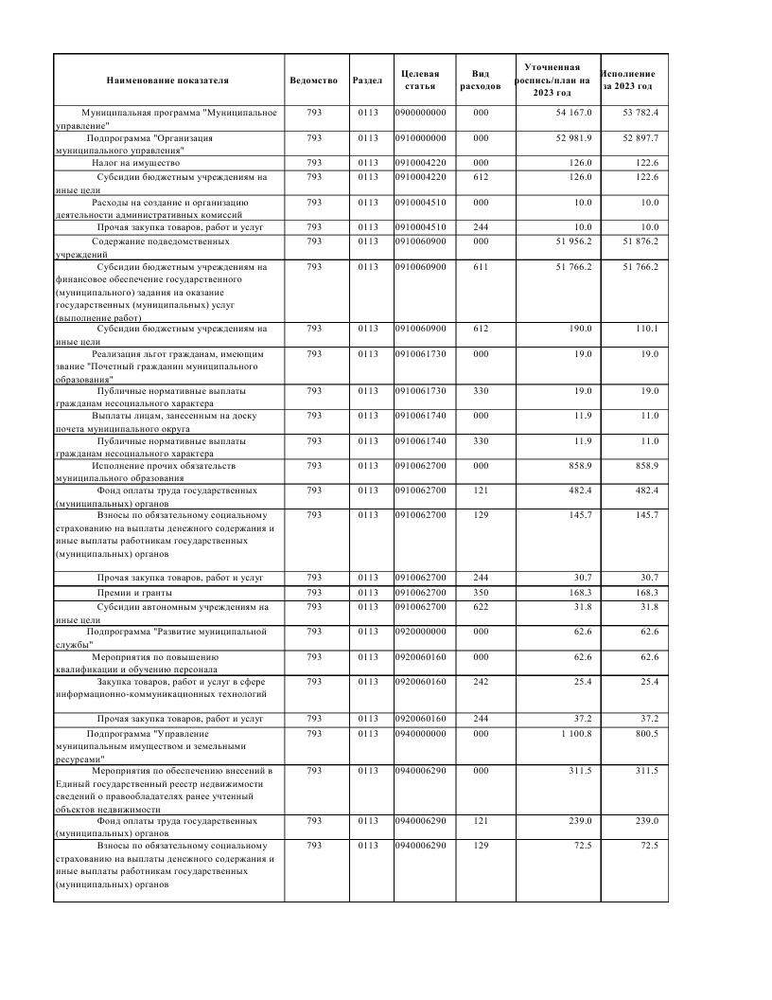 Наименование показателя Ведомство Раздел Целевая статья Вид расходов Уточненная роспись/план на 2023 год Исполнение за 2023 год
Муниципальная программа "Муниципальное 793 0113 0900000000 000 54 167.0 53 782.4
управление"
Подпрограмма "Организация 793 0113 0910000000 000 52 981.9 52 897.7
муниципального управления"
Налог на имущество 793 0113 0910004220 000 126.0 122.6
Субсидии бюджетным учреждениям на 793 0113 0910004220 612 126.0 122.6
иные цели
Расходы на создание и организацию 793 0113 0910004510 000 10.0 10.0
деятельности административных комиссий
Прочая закупка товаров, работ и услуг 793 0113 0910004510 244 10.0 10.0
Содержание подведомственных 793 0113 0910060900 000 51 956.2 51 876.2
учреждений
Субсидии бюджетным учреждениям на 793 0113 0910060900 611 51 766.2 51 766.2
финансовое обеспечение государственного
(муниципального) задания на оказание
государственных (муниципальных) услуг
(выполнение работ)
Субсидии бюджетным учреждениям на 793 0113 0910060900 612 190.0 110.1
иные цели
Реализация льгот гражданам, имеющим 793 0113 0910061730 000 19.0 19.0
звание "Почетный гражданин муниципального
образования"
Публичные нормативные выплаты 793 0113 0910061730 330 19.0 19.0
гражданам несоциального характера
Выплаты лицам, занесенным на доску 793 0113 0910061740 000 11.9 11.0
почета муниципального округа
Публичные нормативные выплаты 793 0113 0910061740 330 11.9 11.0
гражданам несоциального характера
Исполнение прочих обязательств 793 0113 0910062700 000 858.9 858.9
муниципального образования
Фонд оплаты труда государственных 793 0113 0910062700 121 482.4 482.4
(муниципальных) органов
Взносы по обязательному социальному 793 0113 0910062700 129 145.7 145.7
страхованию на выплаты денежного содержания и
иные выплаты работникам государственных
(муниципальных) органов
Прочая закупка товаров, работ и услуг 793 0113 0910062700 244 30.7 30.7
Премии и гранты 793 0113 0910062700 350 168.3 168.3
Субсидии автономным учреждениям на 793 0113 0910062700 622 31.8 31.8
иные цели
Подпрограмма "Развитие муниципальной 793 0113 0920000000 000 62.6 62.6
службы"
Мероприятия по повышению 793 0113 0920060160 000 62.6 62.6
квалификации и обучению персонала
Закупка товаров, работ и услуг в сфере 793 0113 0920060160 242 25.4 25.4
информационно-коммуникационных технологий
Прочая закупка товаров, работ и услуг 793 0113 0920060160 244 37.2 37.2
Подпрограмма "Управление 793 0113 0940000000 000 1 100.8 800.5
муниципальным имуществом и земельными
ресурсами"
Мероприятия по обеспечению внесений в 793 0113 0940006290 000 311.5 311.5
Единый государственный реестр недвижимости
сведений о правообладателях ранее учтенный
объектов недвижимости
Фонд оплаты труда государственных 793 0113 0940006290 121 239.0 239.0
(муниципальных) органов
Взносы по обязательному социальному 793 0113 0940006290 129 72.5 72.5
страхованию на выплаты денежного содержания и
иные выплаты работникам государственных
(муниципальных) органов